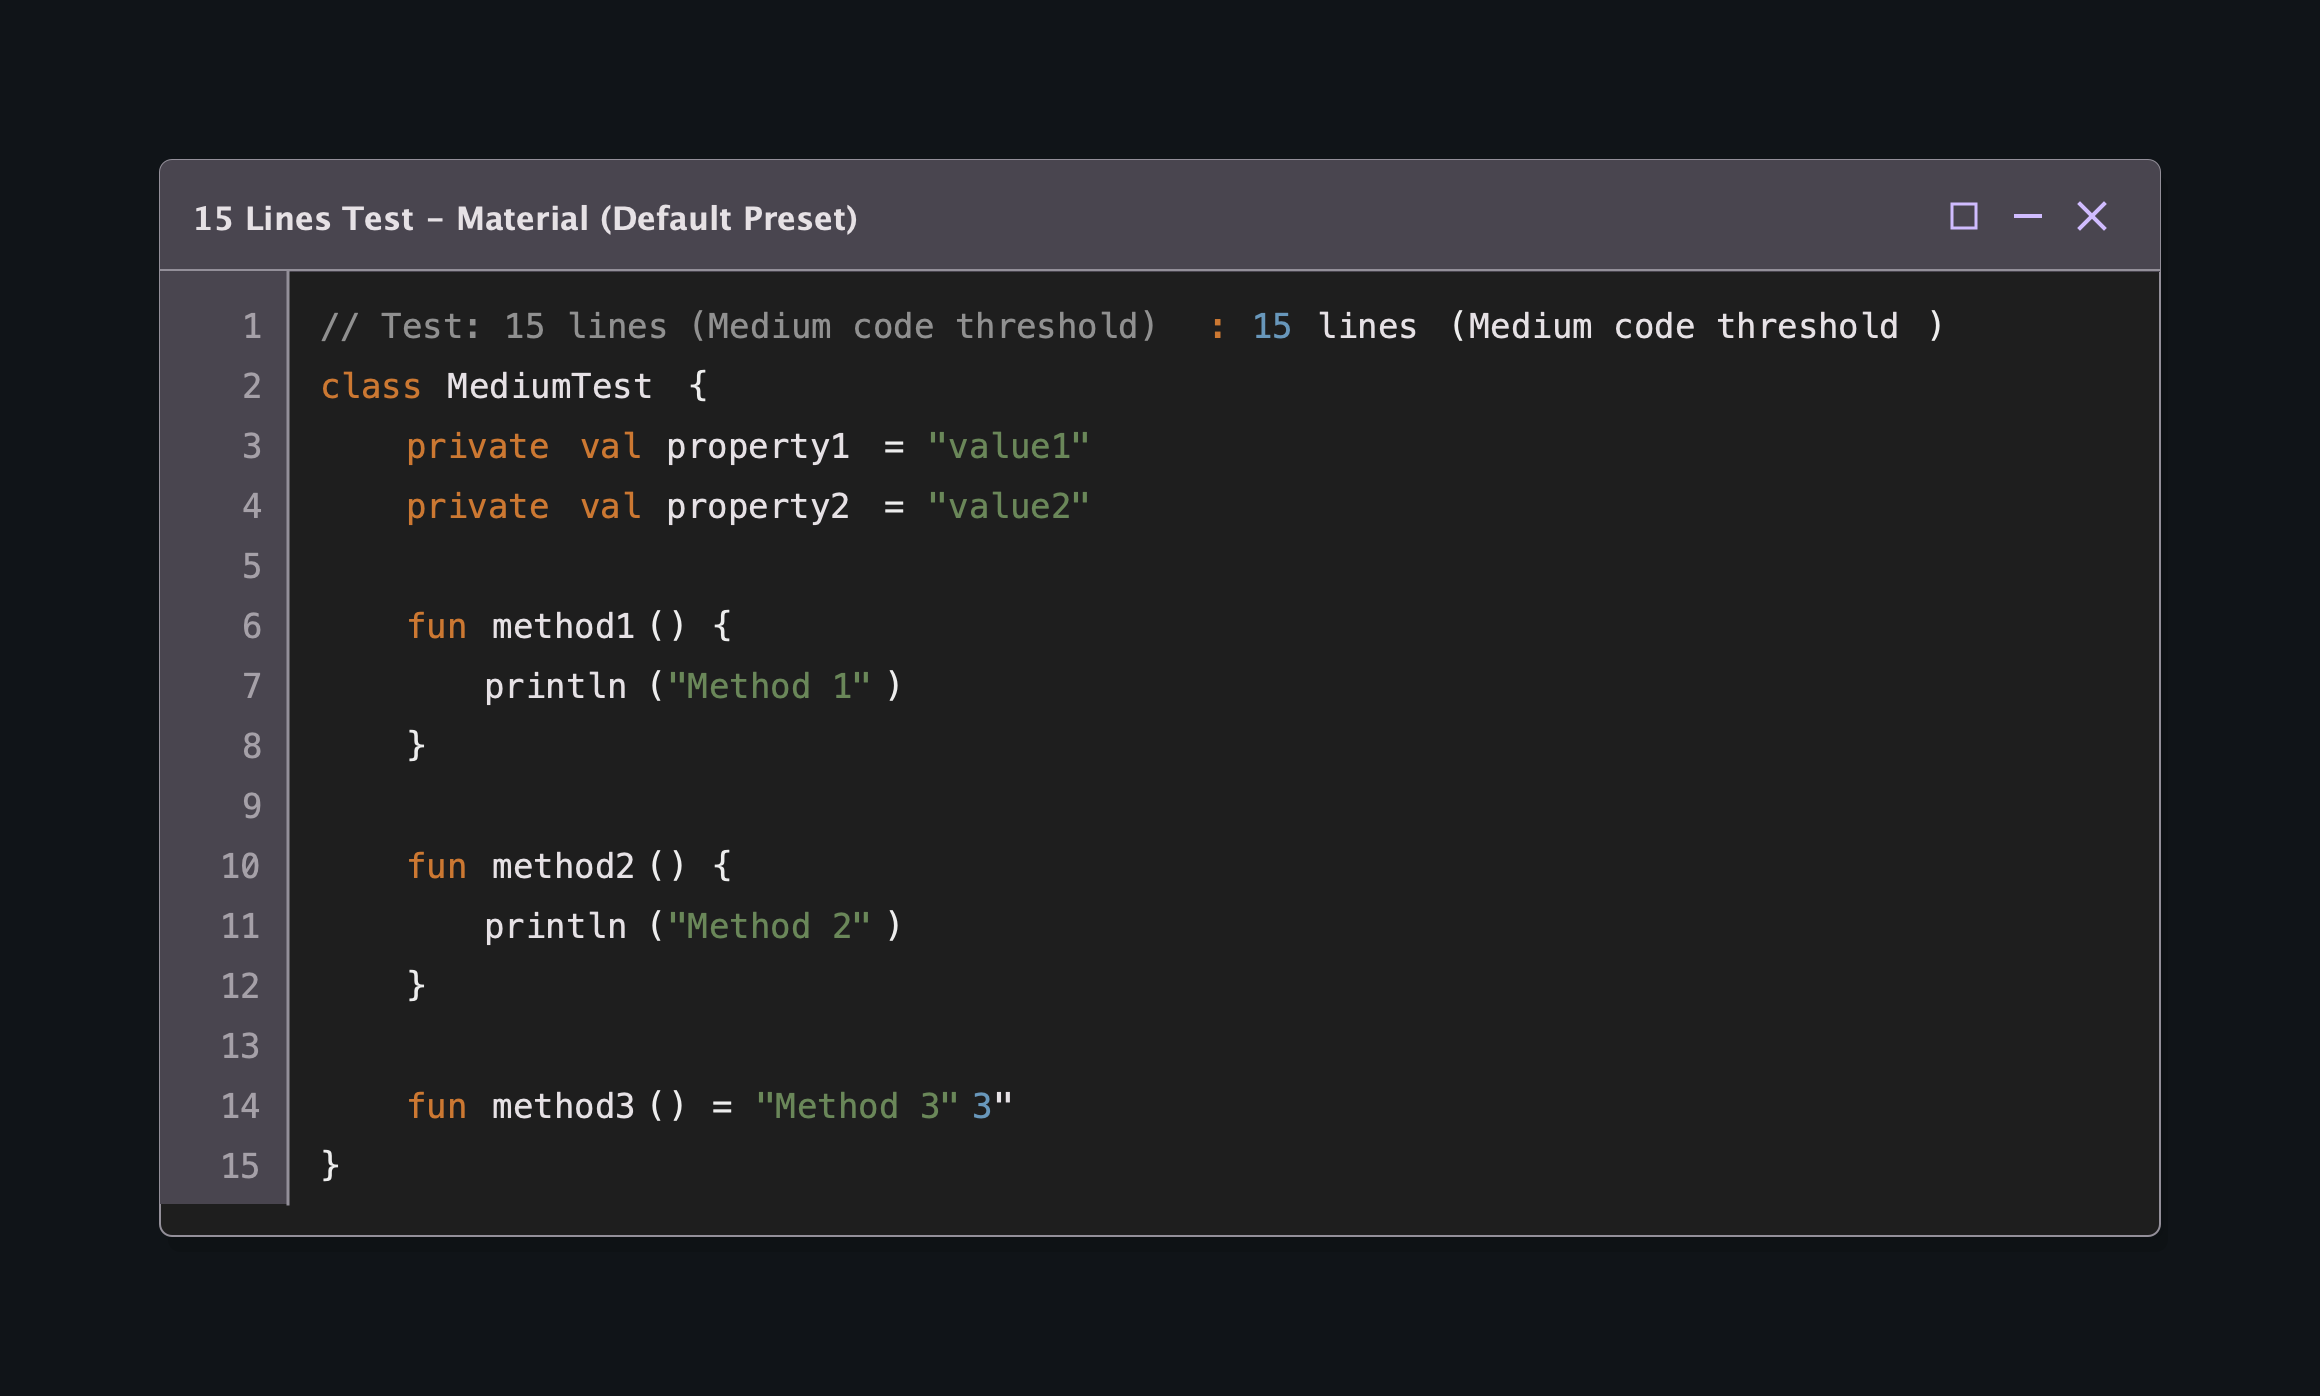 15 Lines Test – Material (Default Preset)
1 // Test: 15 lines (Medium code threshold) : 15 lines (Medium code threshold )
2 class MediumTest {
3 private val property1 = "value1"
4 private val property2 = "value2"
5
6 fun method1 () {
7 println ("Method 1" )
8 }
9
10 fun method2 () {
11 println ("Method 2" )
12 }
13
14 fun method3 () = "Method 3" 3"
15 }